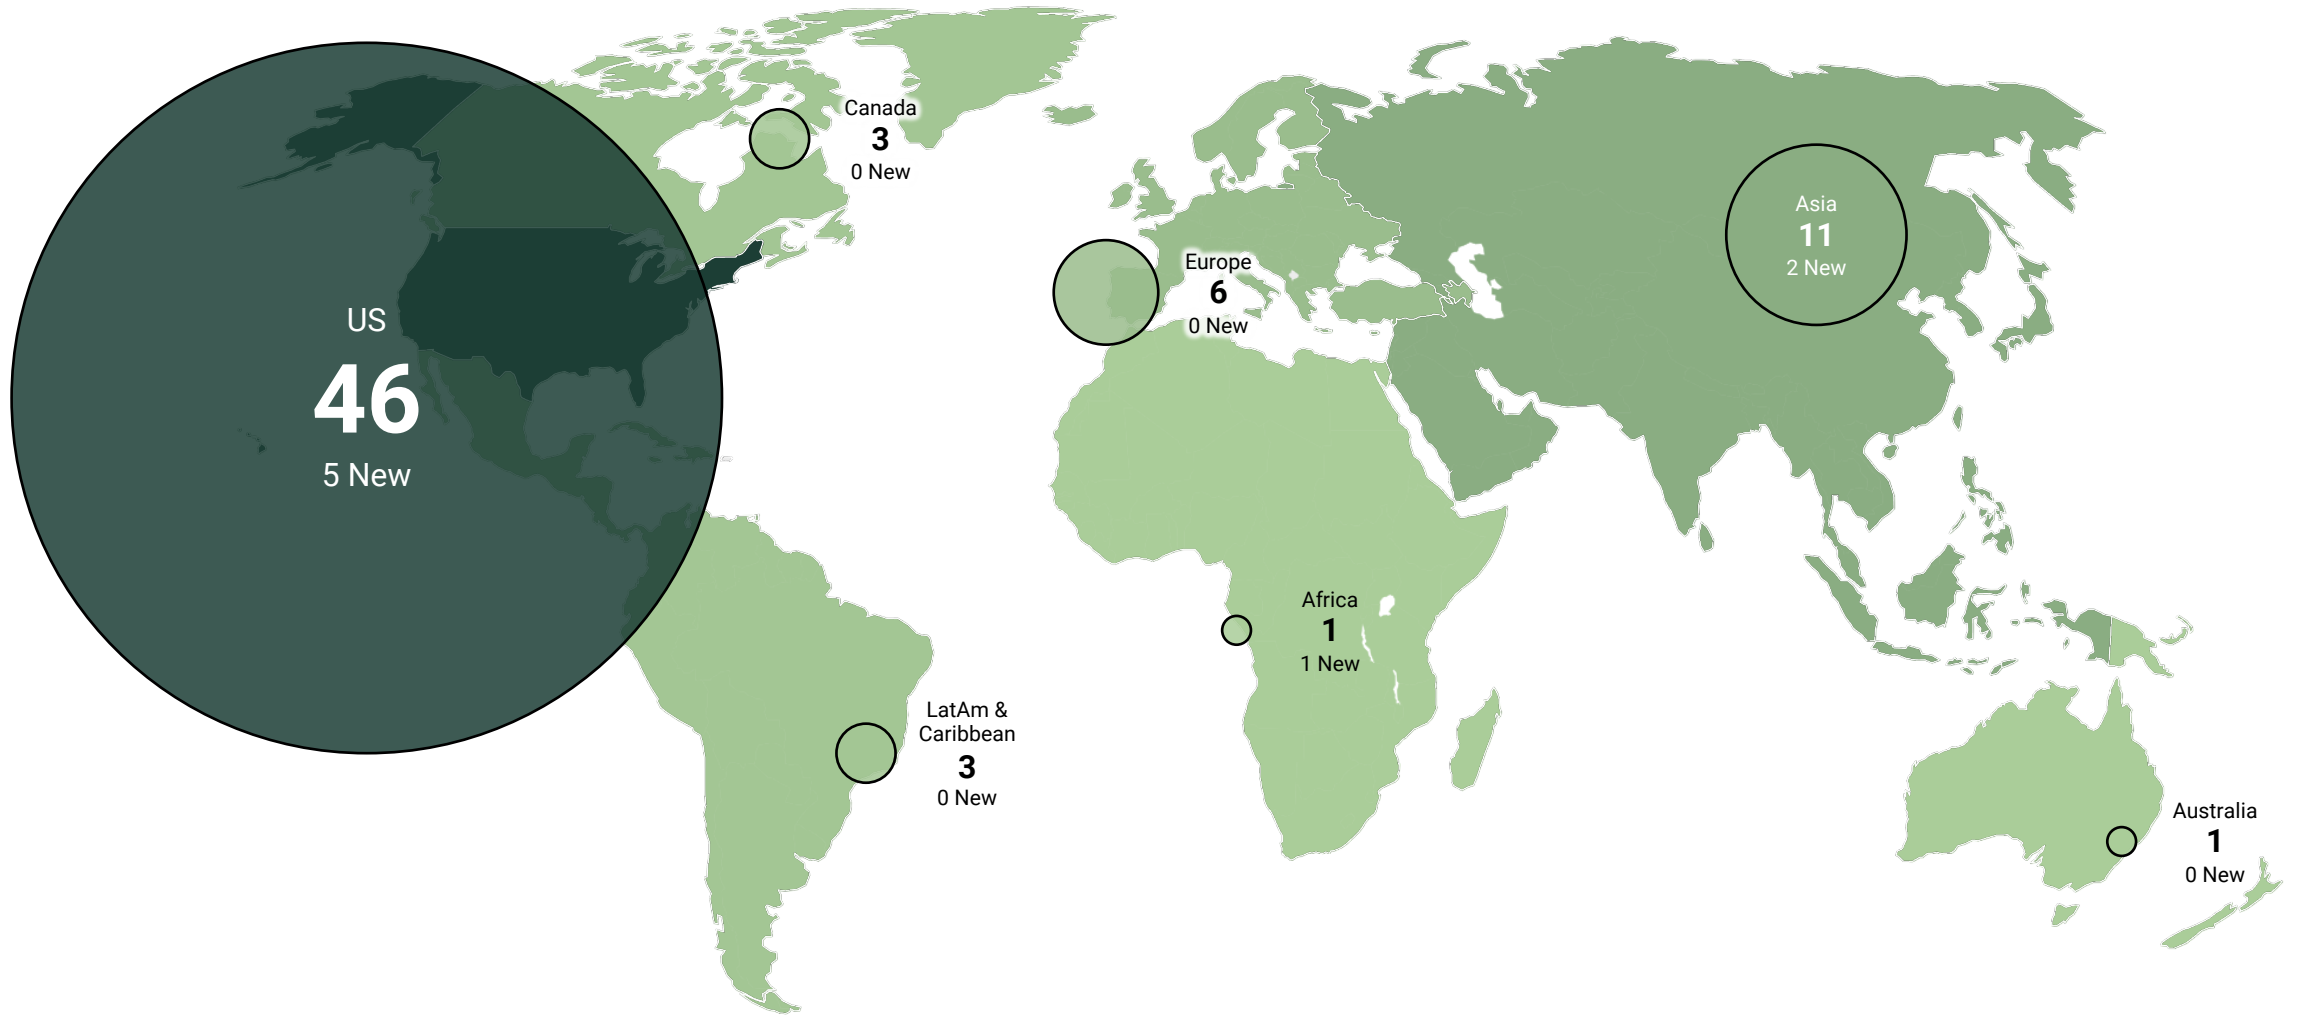 US
46
5 New
Canada
3
0 New
Europe
6
0 New
Asia
11
2 New
Africa
1
1 New
LatAm &
Caribbean
3
0 New
Australia
1
0 New